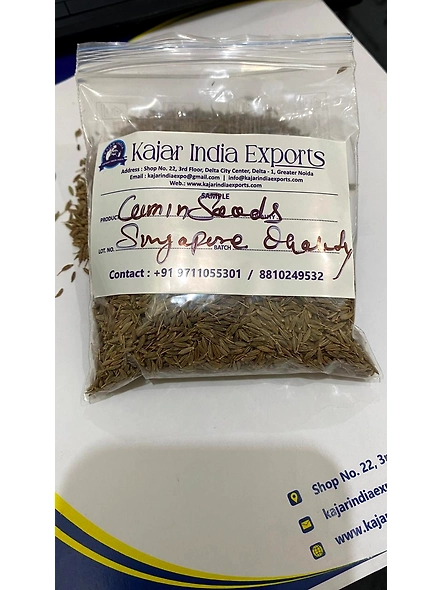 Kajar India Exports
Address : Shop No. 22, 3rd Floor, Delta City Center, Delta - 1, Greater Noida
Email : kajarindiaexpo@gmail.com | info@kajarindiaexports.com
Web.: www.kajarindiaexports.com
SAMPLE
PRODUCT Cumin Seeds
LOT. NO. Singapore BATCH
Contact : +91 9711055301 / 8810249532
Shop No. 22, 3r
kajarindiaexp
www.kaja